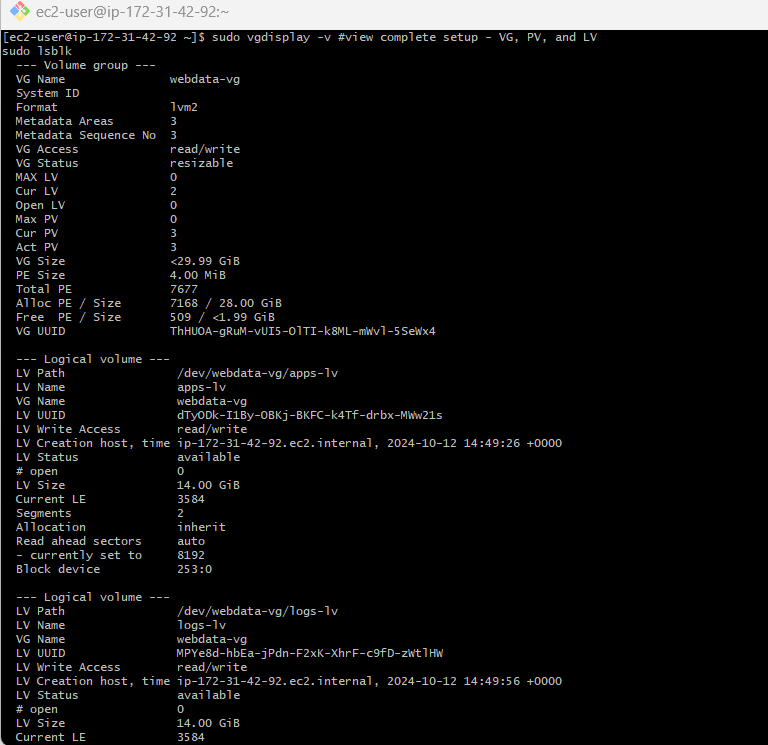 ec2-user@ip-172-31-42-92:~
[ec2-user@ip-172-31-42-92 ~]$ sudo vgdisplay -v #view complete setup - VG, PV, and LV
sudo lsblk
--- Volume group ---
VG Name webdata-vg
System ID
Format lvm2
Metadata Areas 3
Metadata Sequence No 3
VG Access read/write
VG Status resizable
MAX LV 0
Cur LV 2
Open LV 0
Max PV 0
Cur PV 3
Act PV 3
VG Size <29.99 GiB
PE Size 4.00 MiB
Total PE 7677
Alloc PE / Size 7168 / 28.00 GiB
Free PE / Size 509 / <1.99 GiB
VG UUID ThHUOA-gRuM-vUI5-OlTI-k8ML-mWvl-5SeWx4
--- Logical volume ---
LV Path /dev/webdata-vg/apps-lv
LV Name apps-lv
VG Name webdata-vg
LV UUID dTyODk-I1By-OBKj-BKFC-k4Tf-drbx-MWw21s
LV Write Access read/write
LV Creation host, time ip-172-31-42-92.ec2.internal, 2024-10-12 14:49:26 +0000
LV Status available
# open 0
LV Size 14.00 GiB
Current LE 3584
Segments 2
Allocation inherit
Read ahead sectors auto
- currently set to 8192
Block device 253:0
--- Logical volume ---
LV Path /dev/webdata-vg/logs-lv
LV Name logs-lv
VG Name webdata-vg
LV UUID MPYe8d-hbEa-jPdn-F2xK-XhrF-c9fD-zWtlHW
LV Write Access read/write
LV Creation host, time ip-172-31-42-92.ec2.internal, 2024-10-12 14:49:56 +0000
LV Status available
# open 0
LV Size 14.00 GiB
Current LE 3584